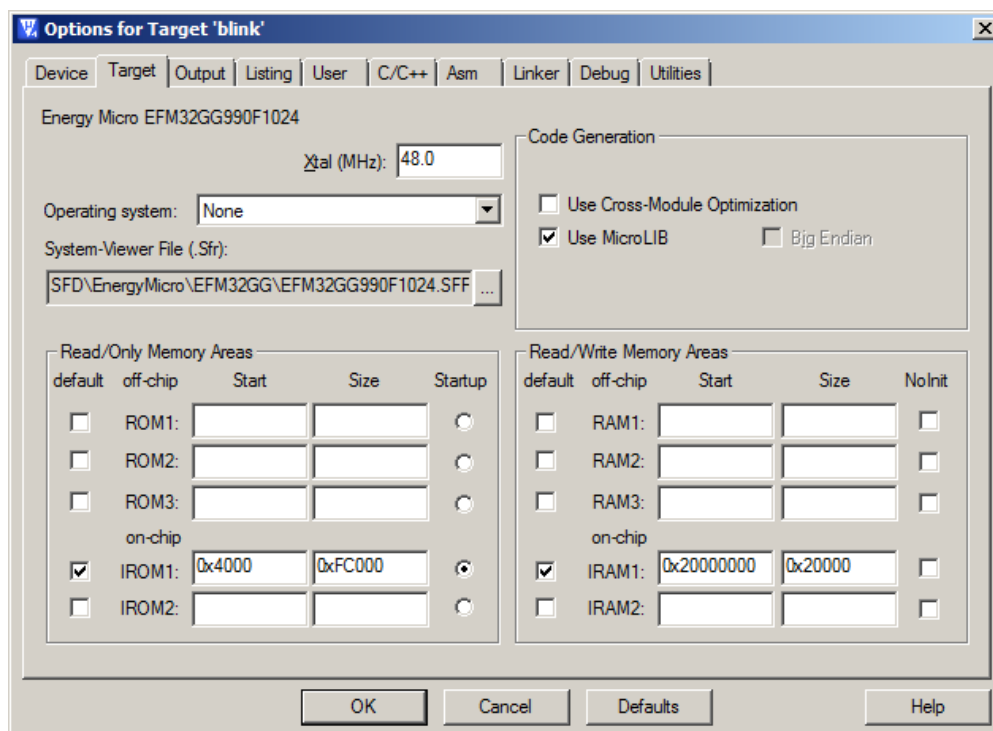 Options for Target 'blink'
Device Target Output Listing User C/C++ Asm Linker Debug Utilities
Energy Micro EFM32GG990F1024
Xtal (MHz): 48.0
Operating system: None
System-Viewer File (.Sfr):
SFD\EnergyMicro\EFM32GG\EFM32GG990F1024.SFF ...
Code Generation
Use Cross-Module Optimization
Use MicroLIB Big Endian
Read/Only Memory Areas
default off-chip Start Size Startup
ROM1:
ROM2:
ROM3:
on-chip
IROM1: 0x4000 0xFC000
IROM2:
Read/Write Memory Areas
default off-chip Start Size NoInit
RAM1:
RAM2:
RAM3:
on-chip
IRAM1: 0x20000000 0x20000
IRAM2:
OK Cancel Defaults Help